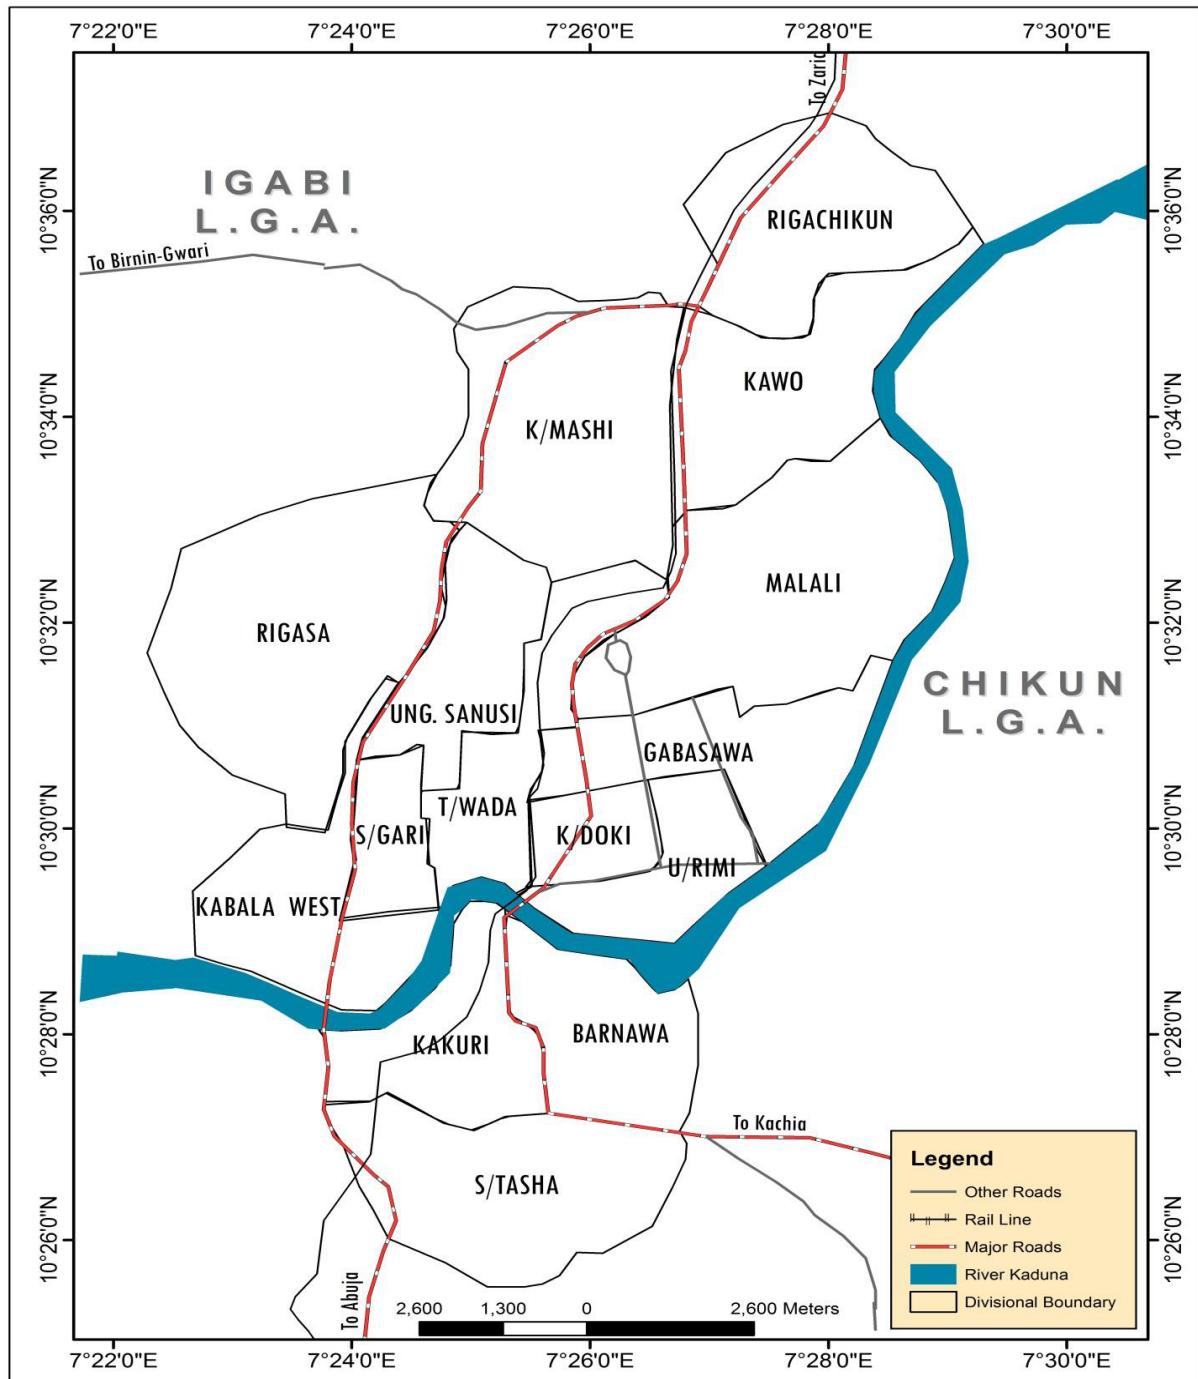 7°22'0"E 7°24'0"E 7°26'0"E 7°28'0"E 7°30'0"E
To Zaria
IGABI
L.G.A.
10°36'0"N
RIGACHIKUN
10°36'0"N
To Birnin-Gwari
KAWO
10°34'0"N
K/MASHI
10°34'0"N
MALALI
10°32'0"N
RIGASA
10°32'0"N
CHIKUN
L.G.A.
UNG. SANUSI
GABASAWA
T/WADA
10°30'0"N
S/GARI
K/DOKI
10°30'0"N
U/RIMI
KABALA WEST
10°28'0"N
KAKURI
BARNAWA
10°28'0"N
To Kachia
S/TASHA
10°26'0"N
10°26'0"N
To Abuja
2,600 1,300 0 2,600 Meters
Legend
Other Roads
Rail Line
Major Roads
River Kaduna
Divisional Boundary
7°22'0"E 7°24'0"E 7°26'0"E 7°28'0"E 7°30'0"E